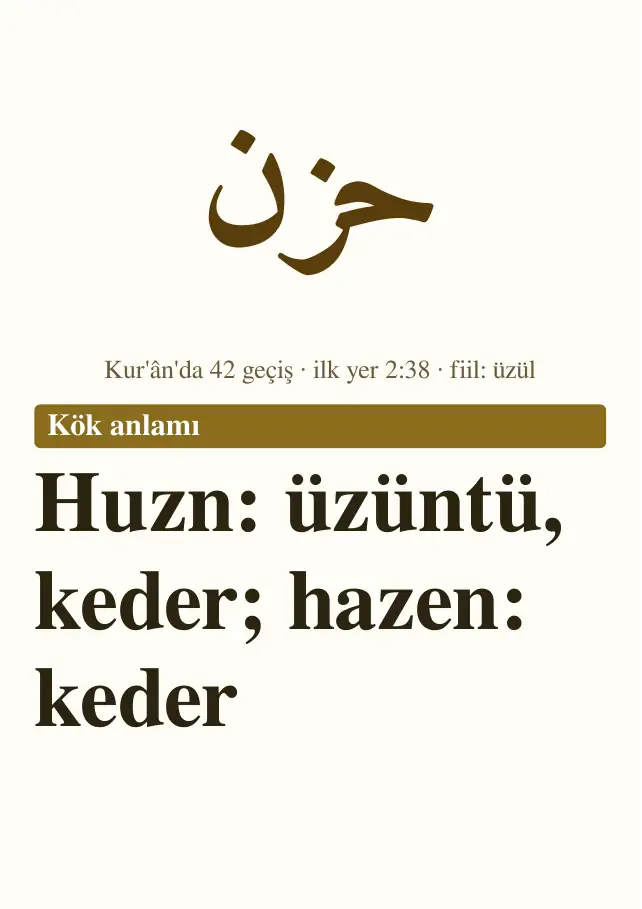 حزن
Kur'ân'da 42 geçiş · ilk yer 2:38 · fiil: üzül
Kök anlamı
Huzn: üzüntü,
keder; hazen:
keder